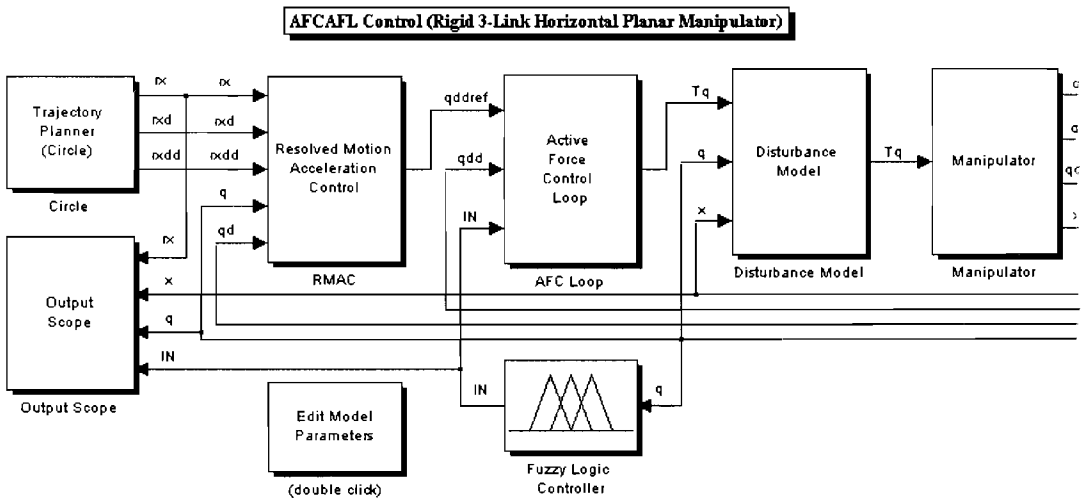 AFCAFL Control (Rigid 3-Link Horizontal Planar Manipulator)
rx
rx
rxd
rxd
rxdd
rxdd
q
qd
Trajectory
Planner
(Circle)
Circle
Resolved Motion
Acceleration
Control
RMAC
qddref
qdd
IN
Active
Force
Control
Loop
AFC Loop
Tq
q
x
Disturbance
Model
Disturbance Model
Tq
Manipulator
Manipulator
rx
x
q
IN
Output
Scope
Output Scope
Edit Model
Parameters
(double click)
IN
q
Fuzzy Logic
Controller